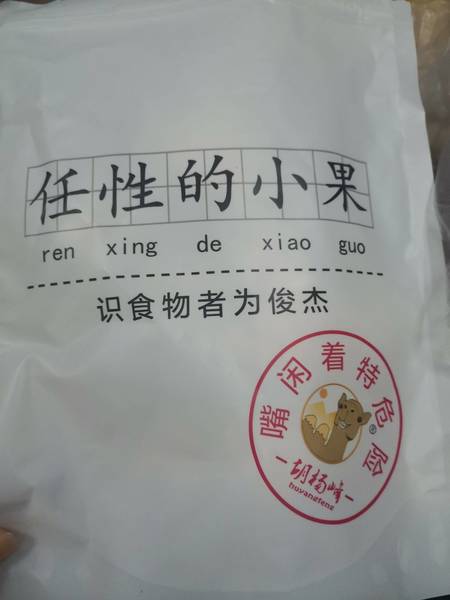 任性的小果
ren xing de xiao guo
识食物者为俊杰
嘴闲着特危险
®
胡杨峰
huyangfeng